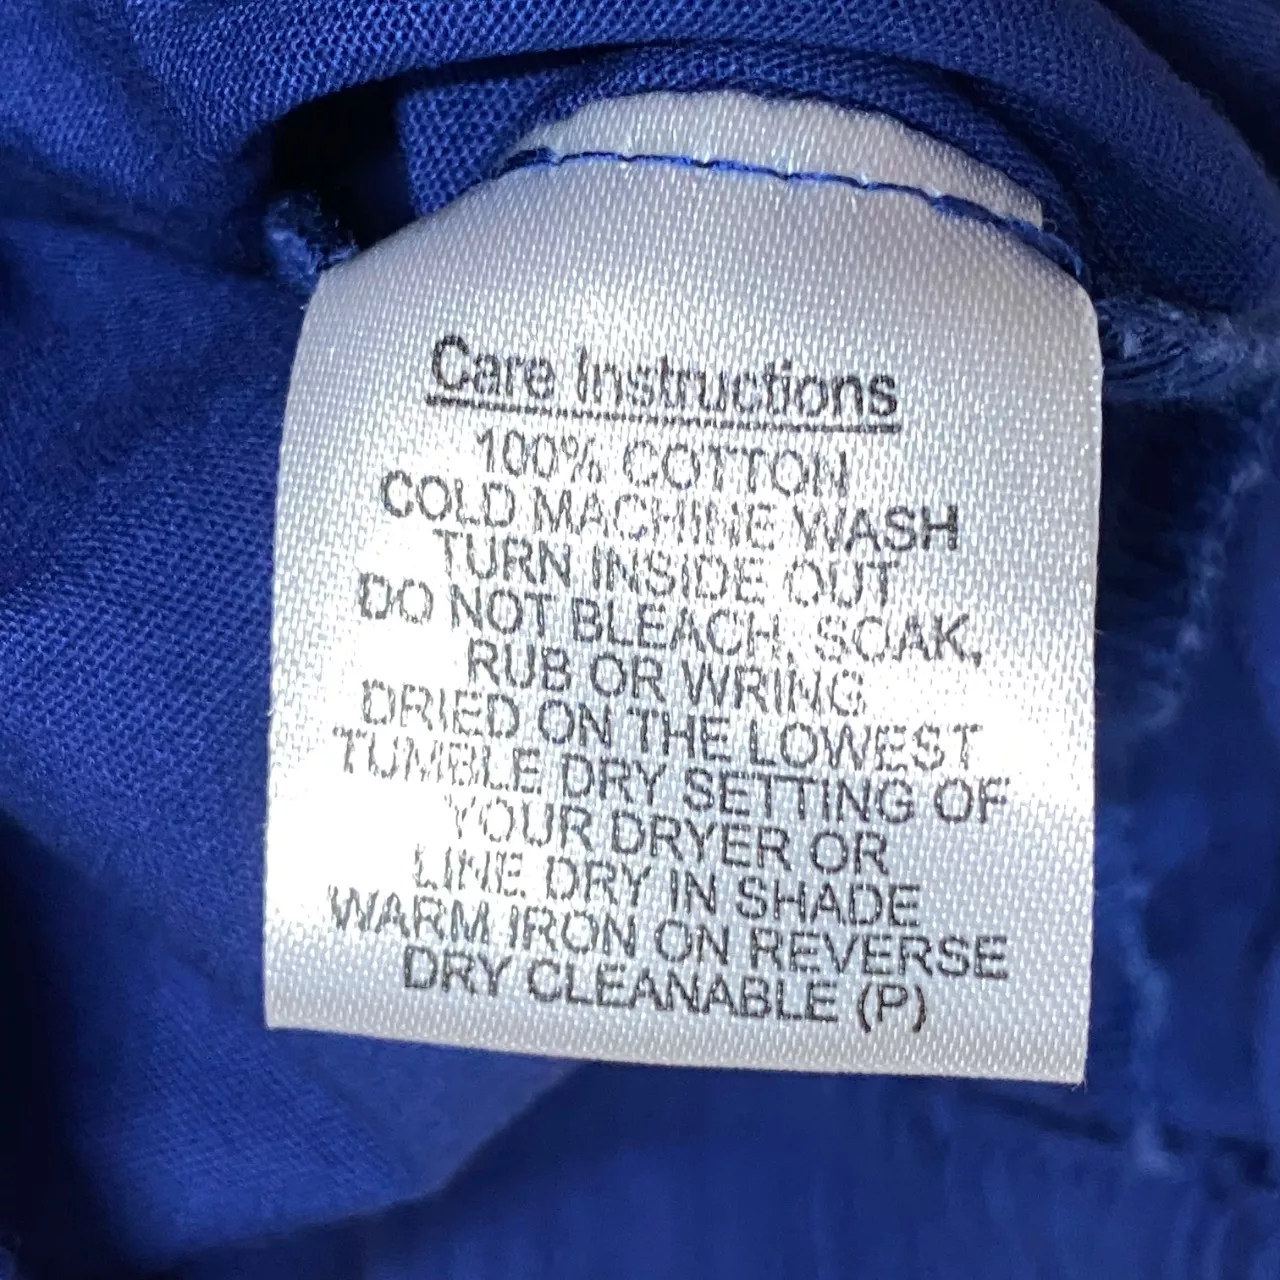 Care Instructions
100% COTTON
COLD MACHINE WASH
TURN INSIDE OUT
DO NOT BLEACH, SOAK,
RUB OR WRING
DRIED ON THE LOWEST
TUMBLE DRY SETTING OF
YOUR DRYER OR
LINE DRY IN SHADE
WARM IRON ON REVERSE
DRY CLEANABLE (P)